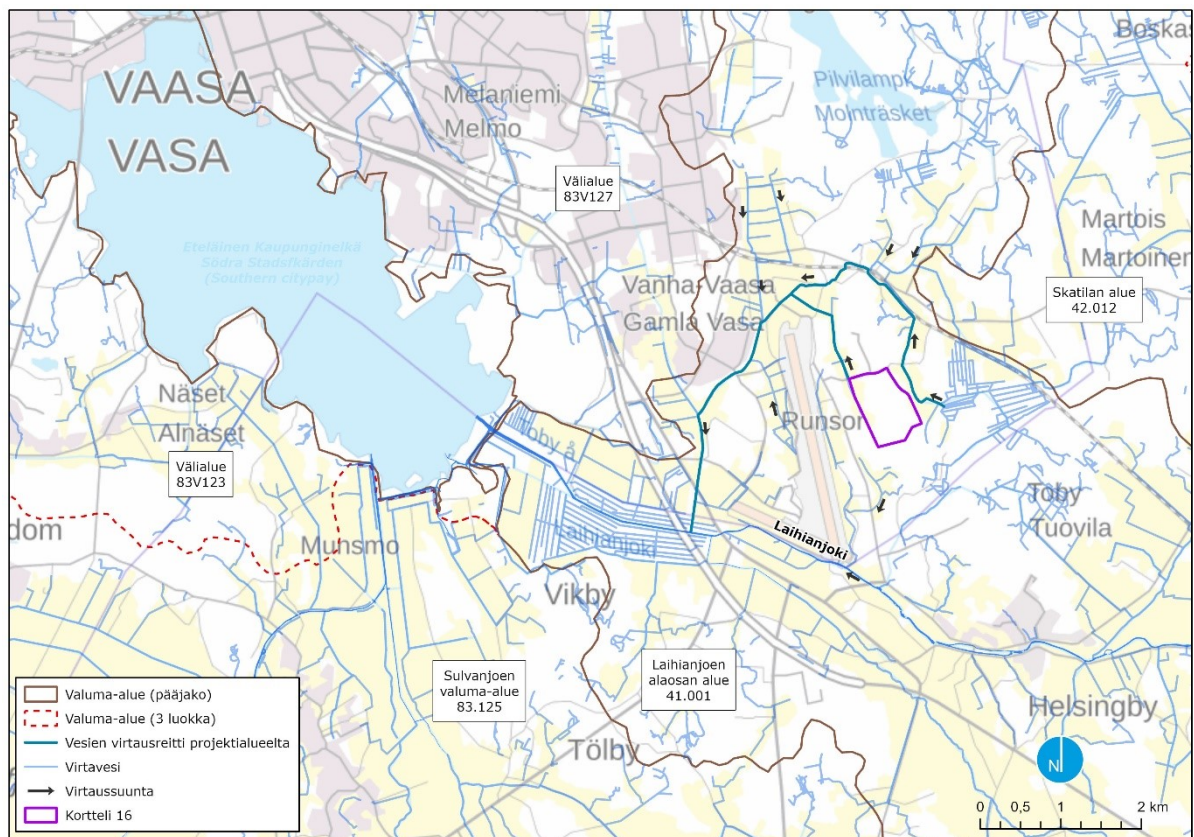 VAASA
VASA
Melaniemi
Melmo
Pilvilampi
Mointräsket
Boskas
Välialue
83V127
Martois
Martoinen
Skatilan alue
42.012
Eteläinen Kaupunginselkä
Södra Stadsfkärden
(Southern citypay)
Vanha Vaasa
Gamla Vasa
Näset
Alnäset
Välialue
83V123
Runsor
Toby å
Laihianjoki
Laihianjoki
Toby
Tuovila
dom
Munsmo
Vikby
Sulvanjoen
valuma-alue
83.125
Laihianjoen
alaosan alue
41.001
Helsingby
Tölby
Valuma-alue (pääjako)
Valuma-alue (3 luokka)
Vesien virtausreitti projektialueelta
Virtavesi
Virtaussuunta
Kortteli 16
N
0 0,5 1 2 km